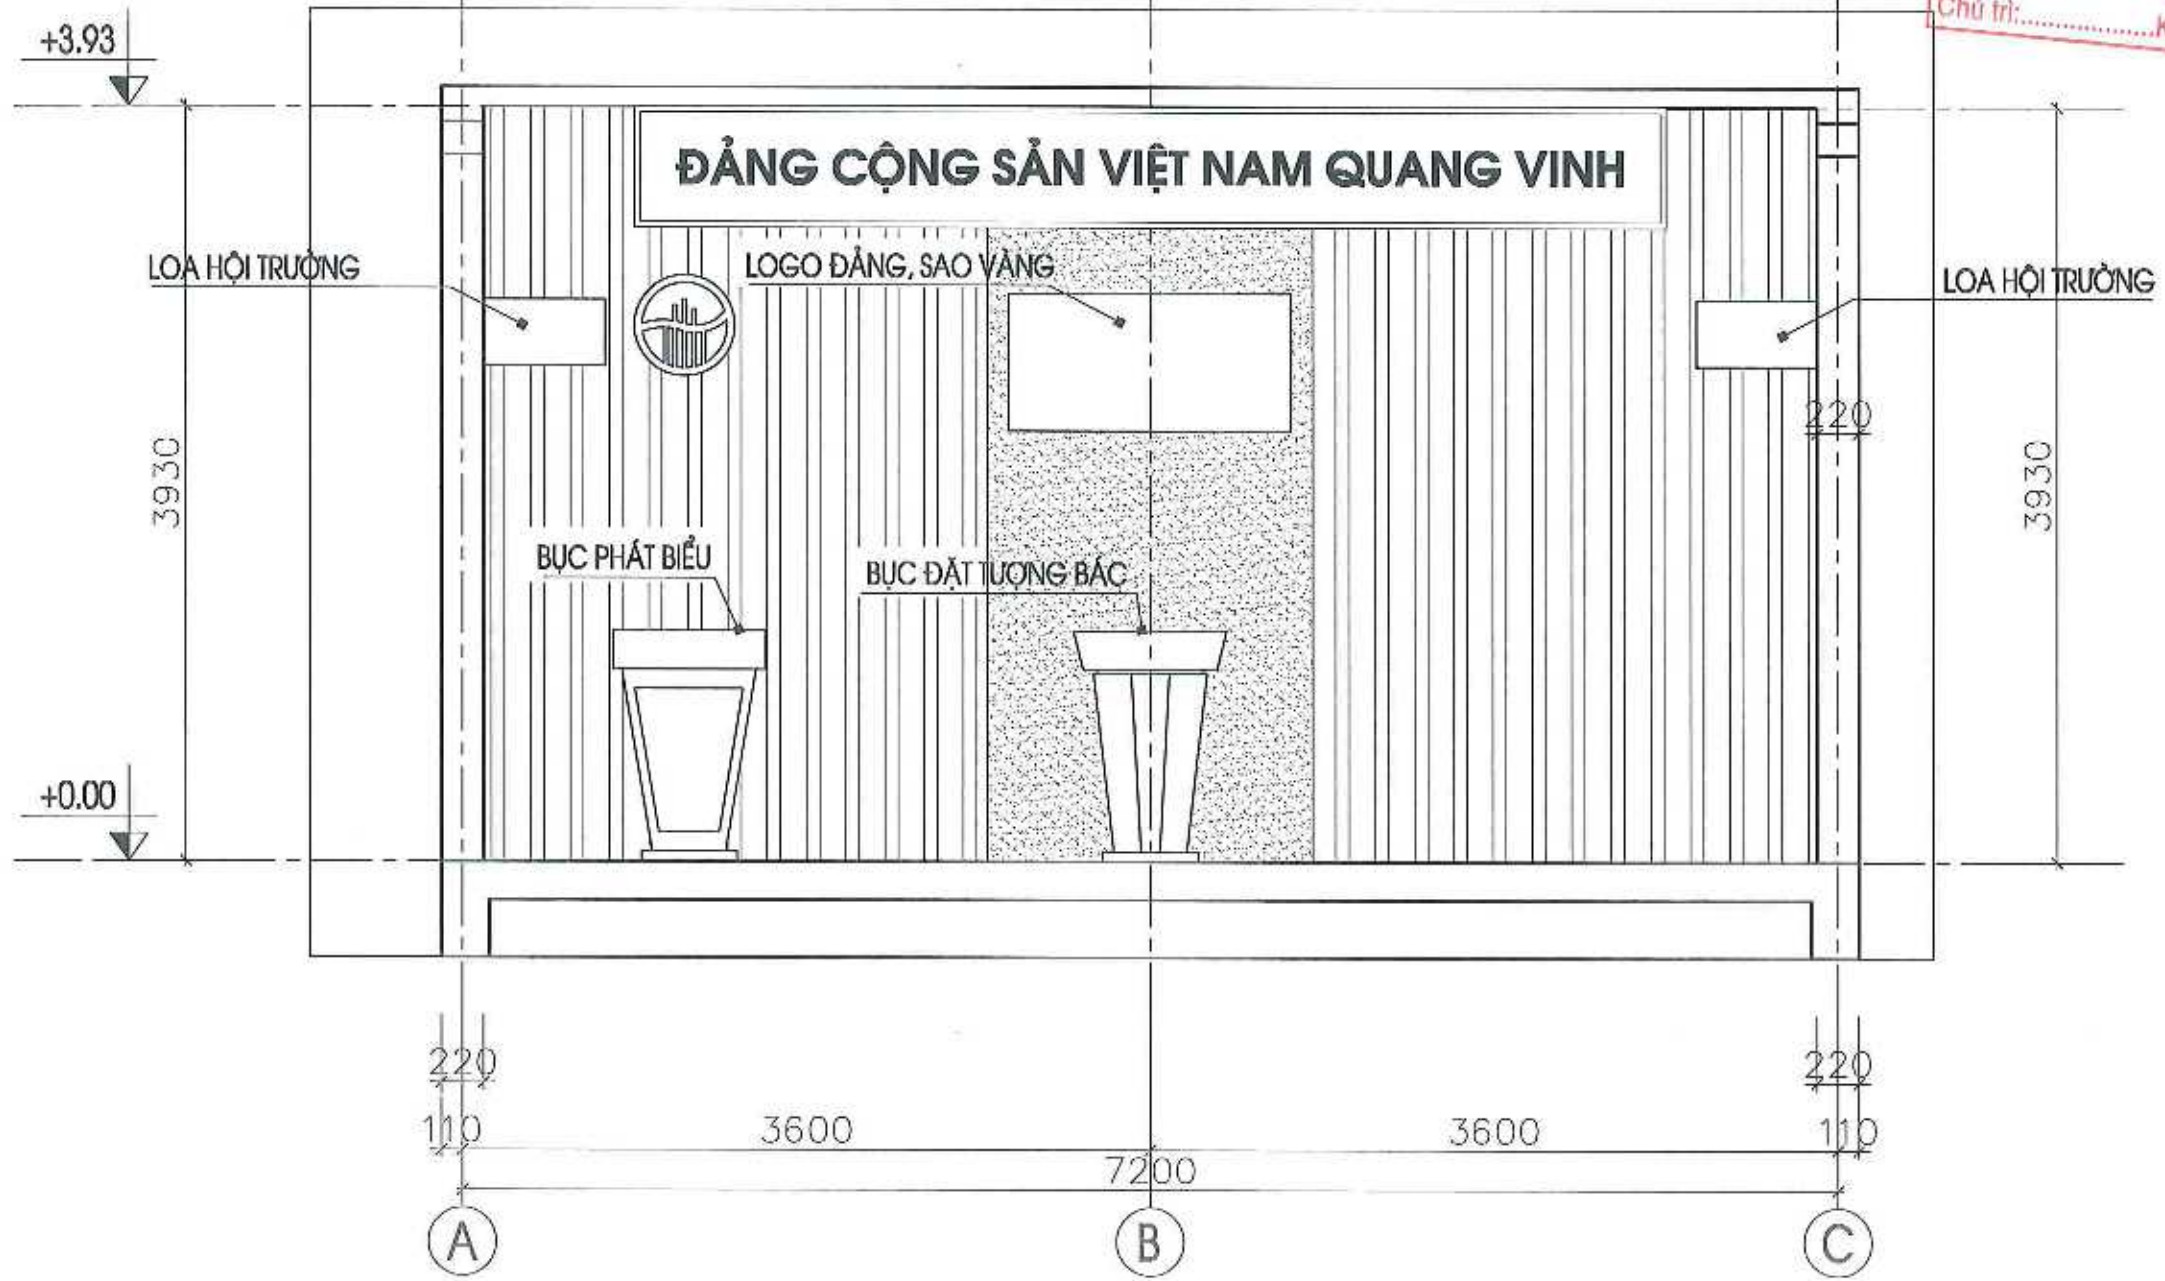 Chủ trì:
+3.93
ĐẢNG CỘNG SẢN VIỆT NAM QUANG VINH
LOA HỘI TRƯỜNG
LOGO ĐẢNG, SAO VÀNG
LOA HỘI TRƯỜNG
220
3930
3930
BỤC PHÁT BIỂU
BỤC ĐẶT TƯỢNG BÁC
+0.00
220
220
110
3600
3600
110
7200
A
B
C